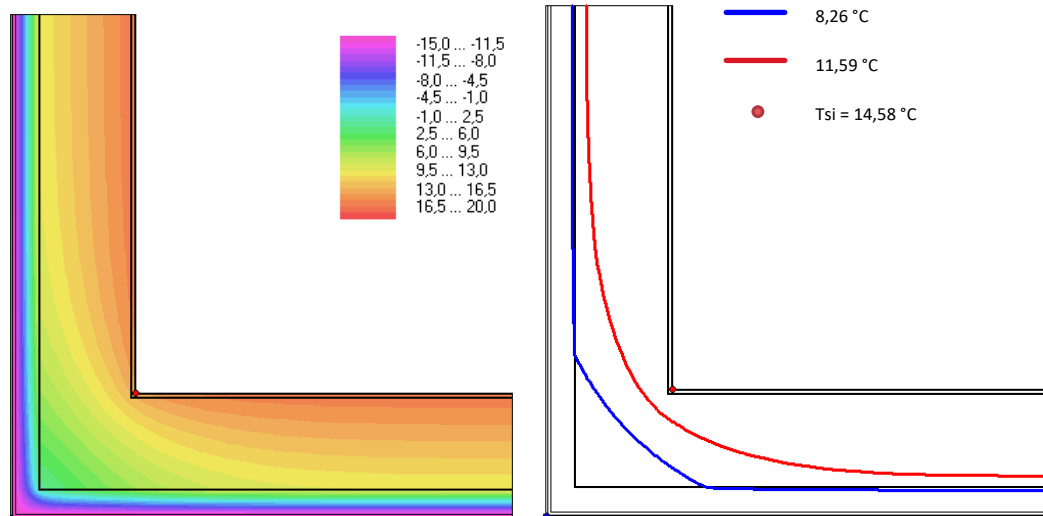 -15,0 ... -11,5
-11,5 ... -8,0
-8,0 ... -4,5
-4,5 ... -1,0
-1,0 ... 2,5
2,5 ... 6,0
6,0 ... 9,5
9,5 ... 13,0
13,0 ... 16,5
16,5 ... 20,0
8,26 °C
11,59 °C
Tsi = 14,58 °C